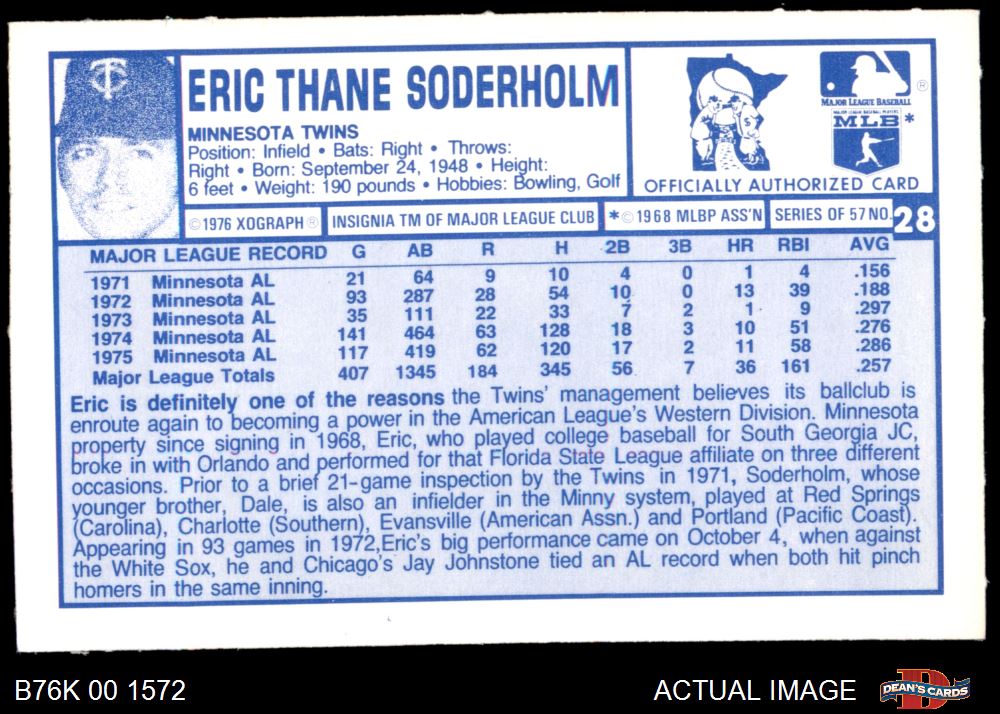 TC
ERIC THANE SODERHOLM
MINNESOTA TWINS
Position: Infield • Bats: Right • Throws:
Right • Born: September 24, 1948 • Height:
6 feet • Weight: 190 pounds • Hobbies: Bowling, Golf
MAJOR LEAGUE BASEBALL ®
MAJOR LEAGUE BASEBALL PLAYERS
MLB *
OFFICIALLY AUTHORIZED CARD
© 1976 XOGRAPH ® INSIGNIA TM OF MAJOR LEAGUE CLUB * © 1968 MLBP ASS'N SERIES OF 57 NO. 28
MAJOR LEAGUE RECORD G AB R H 2B 3B HR RBI AVG
1971 Minnesota AL 21 64 9 10 4 0 1 4 .156
1972 Minnesota AL 93 287 28 54 10 0 13 39 .188
1973 Minnesota AL 35 111 22 33 7 2 1 9 .297
1974 Minnesota AL 141 464 63 128 18 3 10 51 .276
1975 Minnesota AL 117 419 62 120 17 2 11 58 .286
Major League Totals 407 1345 184 345 56 7 36 161 .257
Eric is definitely one of the reasons the Twins' management believes its ballclub is
enroute again to becoming a power in the American League's Western Division. Minnesota
property since signing in 1968, Eric, who played college baseball for South Georgia JC,
broke in with Orlando and performed for that Florida State League affiliate on three different
occasions. Prior to a brief 21-game inspection by the Twins in 1971, Soderholm, whose
younger brother, Dale, is also an infielder in the Minny system, played at Red Springs
(Carolina), Charlotte (Southern), Evansville (American Assn.) and Portland (Pacific Coast).
Appearing in 93 games in 1972,Eric's big performance came on October 4, when against
the White Sox, he and Chicago's Jay Johnstone tied an AL record when both hit pinch
homers in the same inning.
B76K 00 1572
ACTUAL IMAGE
D
DEAN'S CARDS